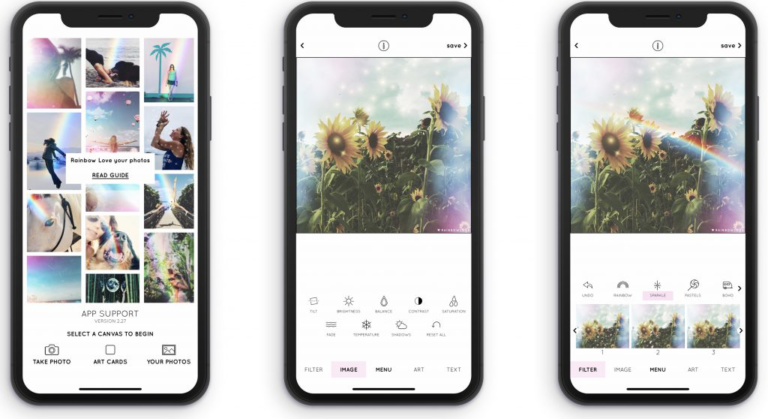 Rainbow Love your photos
READ GUIDE
APP SUPPORT
VERSION 2.27
SELECT A CANVAS TO BEGIN
TAKE PHOTO
ART CARDS
YOUR PHOTOS
save
TILT
BRIGHTNESS
BALANCE
CONTRAST
SATURATION
FADE
TEMPERATURE
SHADOWS
RESET ALL
FILTER
IMAGE
MENU
ART
TEXT
save
UNDO
RAINBOW
SPARKLE
PASTELS
BOHO
1
2
3
FILTER
IMAGE
MENU
ART
TEXT